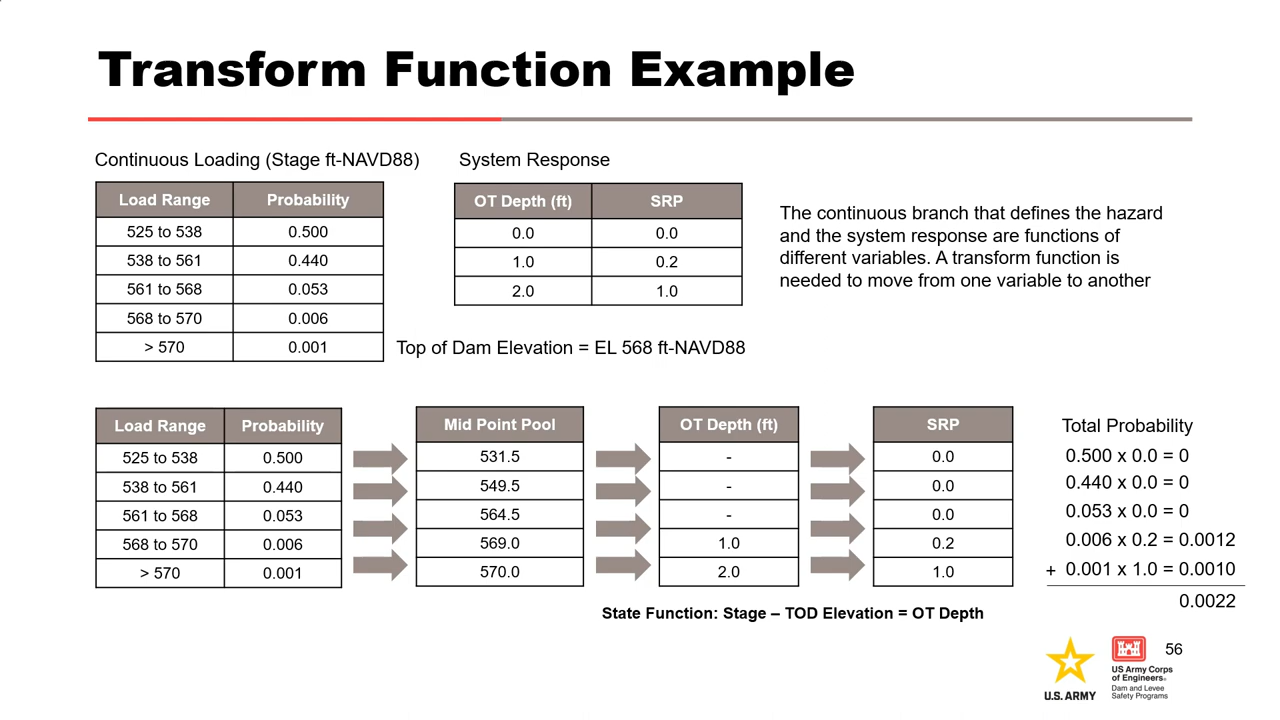 Transform Function Example
Continuous Loading (Stage ft-NAVD88)
Load Range Probability
525 to 538 0.500
538 to 561 0.440
561 to 568 0.053
568 to 570 0.006
> 570 0.001
System Response
OT Depth (ft) SRP
0.0 0.0
1.0 0.2
2.0 1.0
Top of Dam Elevation = EL 568 ft-NAVD88
The continuous branch that defines the hazard
and the system response are functions of
different variables. A transform function is
needed to move from one variable to another
Load Range Probability Mid Point Pool OT Depth (ft) SRP Total Probability
525 to 538 0.500 531.5 - 0.0 0.500 x 0.0 = 0
538 to 561 0.440 549.5 - 0.0 0.440 x 0.0 = 0
561 to 568 0.053 564.5 - 0.0 0.053 x 0.0 = 0
568 to 570 0.006 569.0 1.0 0.2 0.006 x 0.2 = 0.0012
> 570 0.001 570.0 2.0 1.0 + 0.001 x 1.0 = 0.0010
0.0022
State Function: Stage – TOD Elevation = OT Depth
56
U.S. ARMY
US Army Corps
of Engineers®
Dam and Levee
Safety Programs